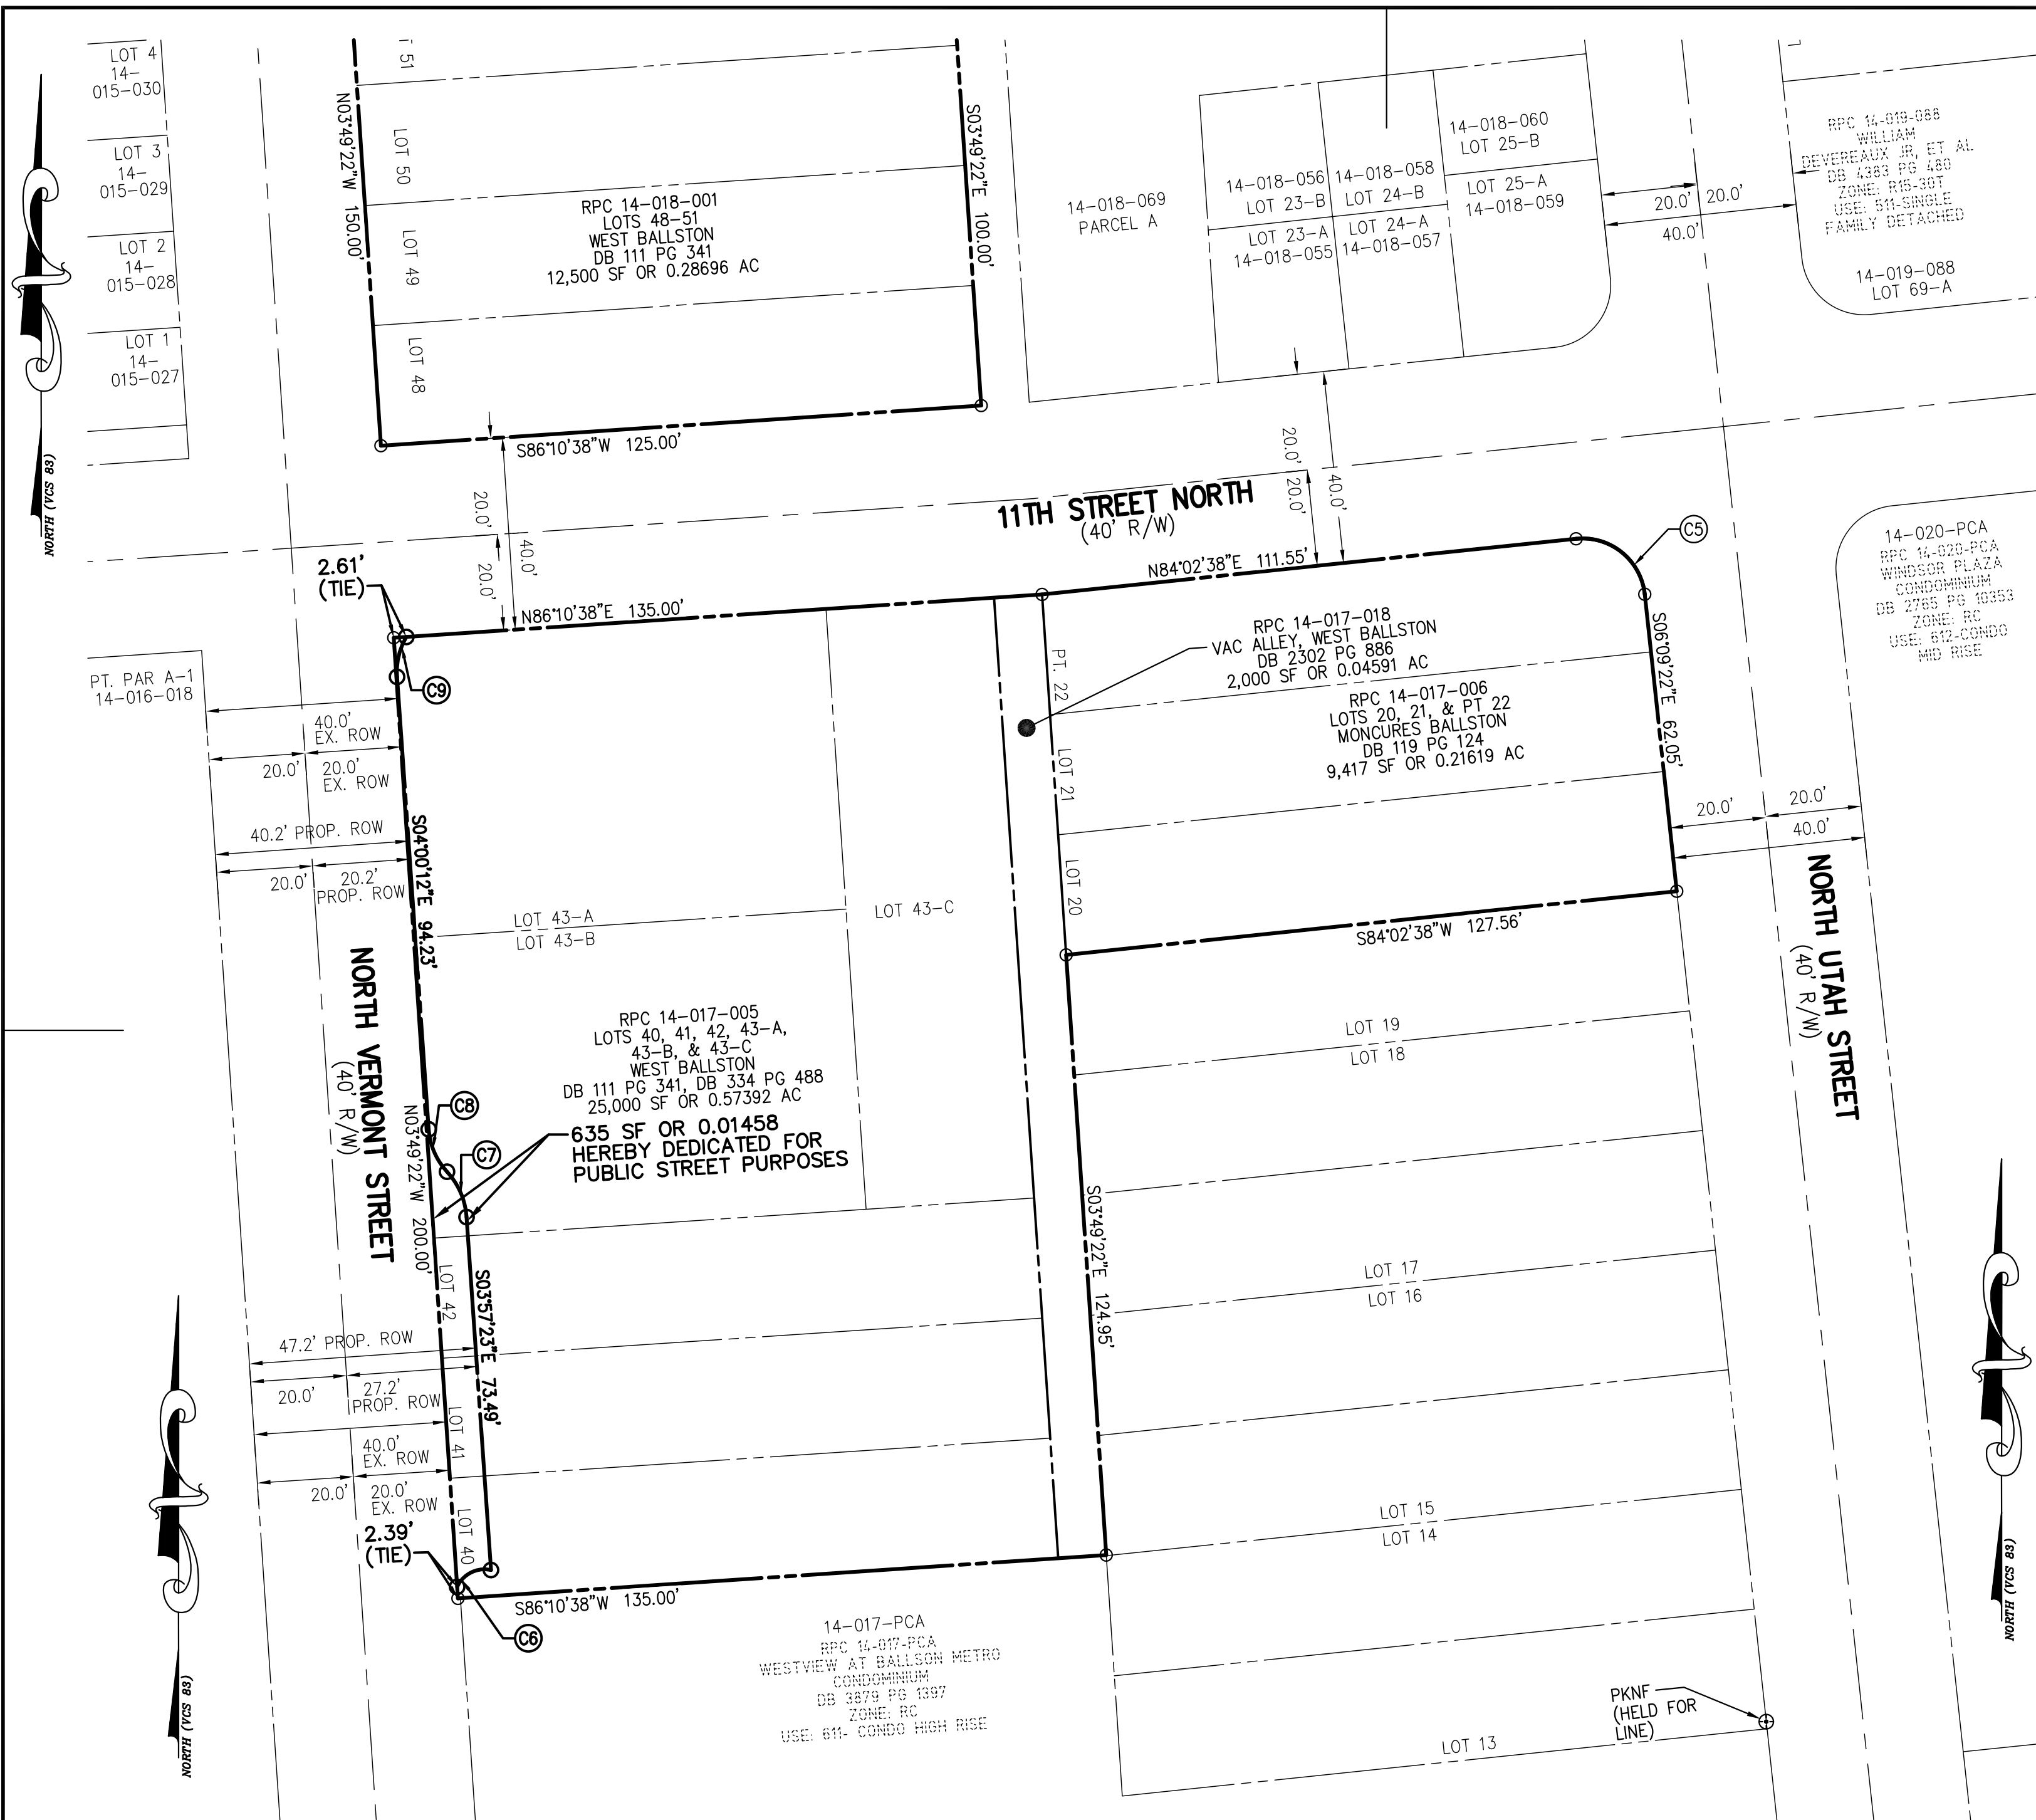 LOT 4
14-
015-030
LOT 3
14-
015-029
LOT 2
14-
015-028
LOT 1
14-
015-027
NORTH (VCS 83)
N03°49'22"W 150.00'
T 51
LOT 50
LOT 49
LOT 48
RPC 14-018-001
LOTS 48-51
WEST BALLSTON
DB 111 PG 341
12,500 SF OR 0.28696 AC
S03°49'22"E 100.00'
S86°10'38"W 125.00'
14-018-069
PARCEL A
14-018-056
LOT 23-B
LOT 23-A
14-018-055
14-018-058
LOT 24-B
LOT 24-A
14-018-057
14-018-060
LOT 25-B
LOT 25-A
14-018-059
20.0'
20.0'
40.0'
RPC 14-019-088
WILLIAM
DEVEREAUX JR, ET AL
DB 4383 PG 480
ZONE: R15-30T
USE: 511-SINGLE
FAMILY DETACHED
14-019-088
LOT 69-A
20.0'
20.0'
40.0'
20.0'
20.0'
40.0'
11TH STREET NORTH
(40' R/W)
2.61'
(TIE)
N86°10'38"E 135.00'
N84°02'38"E 111.55'
C5
14-020-PCA
RPC 14-020-PCA
WINDSOR PLAZA
CONDOMINIUM
DB 2765 PG 10353
ZONE: RC
USE: 612-CONDO
MID RISE
PT. PAR A-1
14-016-018
C9
40.0'
EX. ROW
20.0'
20.0'
EX. ROW
40.2' PROP. ROW
20.0'
20.2'
PROP. ROW
S04°00'12"E 94.23'
RPC 14-017-018
VAC ALLEY, WEST BALLSTON
DB 2302 PG 886
2,000 SF OR 0.04591 AC
RPC 14-017-006
LOTS 20, 21, & PT 22
MONCURES BALLSTON
DB 119 PG 124
9,417 SF OR 0.21619 AC
PT. 22
LOT 21
LOT 20
S06°09'22"E 62.05'
20.0'
20.0'
40.0'
S84°02'38"W 127.56'
LOT 43-A
LOT 43-B
LOT 43-C
NORTH VERMONT STREET
(40' R/W)
NORTH UTAH STREET
(40' R/W)
RPC 14-017-005
LOTS 40, 41, 42, 43-A,
43-B, & 43-C
WEST BALLSTON
DB 111 PG 341, DB 334 PG 488
25,000 SF OR 0.57392 AC
635 SF OR 0.01458
HEREBY DEDICATED FOR
PUBLIC STREET PURPOSES
C8
C7
N03°49'22"W 200.00'
LOT 19
LOT 18
S03°49'22"E 124.95'
LOT 17
LOT 16
LOT 42
LOT 41
LOT 40
S03°57'23"E 73.49'
47.2' PROP. ROW
20.0'
27.2'
PROP. ROW
40.0'
EX. ROW
20.0'
20.0'
EX. ROW
2.39'
(TIE)
C6
S86°10'38"W 135.00'
LOT 15
LOT 14
14-017-PCA
RPC 14-017-PCA
WESTVIEW AT BALLSON METRO
CONDOMINIUM
DB 3879 PG 1397
ZONE: RC
USE: 611- CONDO HIGH RISE
PKNF
(HELD FOR
LINE)
LOT 13
NORTH (VCS 83)
NORTH (VCS 83)